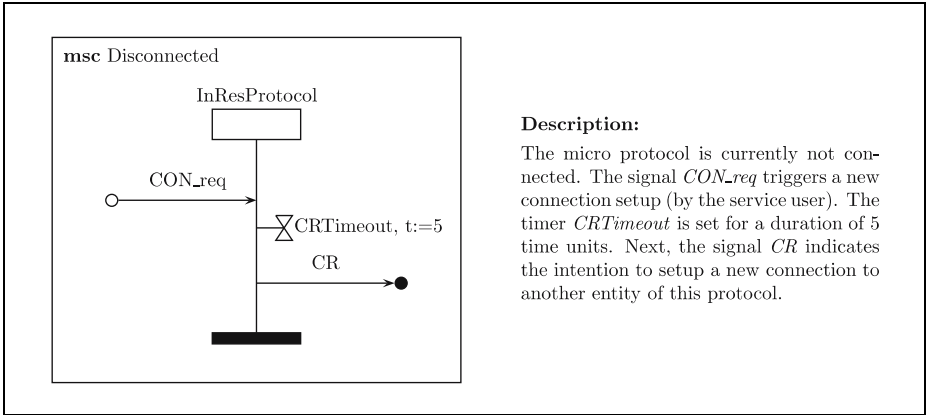 msc Disconnected
InResProtocol
CON_req
CRTimeout, t:=5
CR
Description:
The micro protocol is currently not con-
nected. The signal CON_req triggers a new
connection setup (by the service user). The
timer CRTimeout is set for a duration of 5
time units. Next, the signal CR indicates
the intention to setup a new connection to
another entity of this protocol.